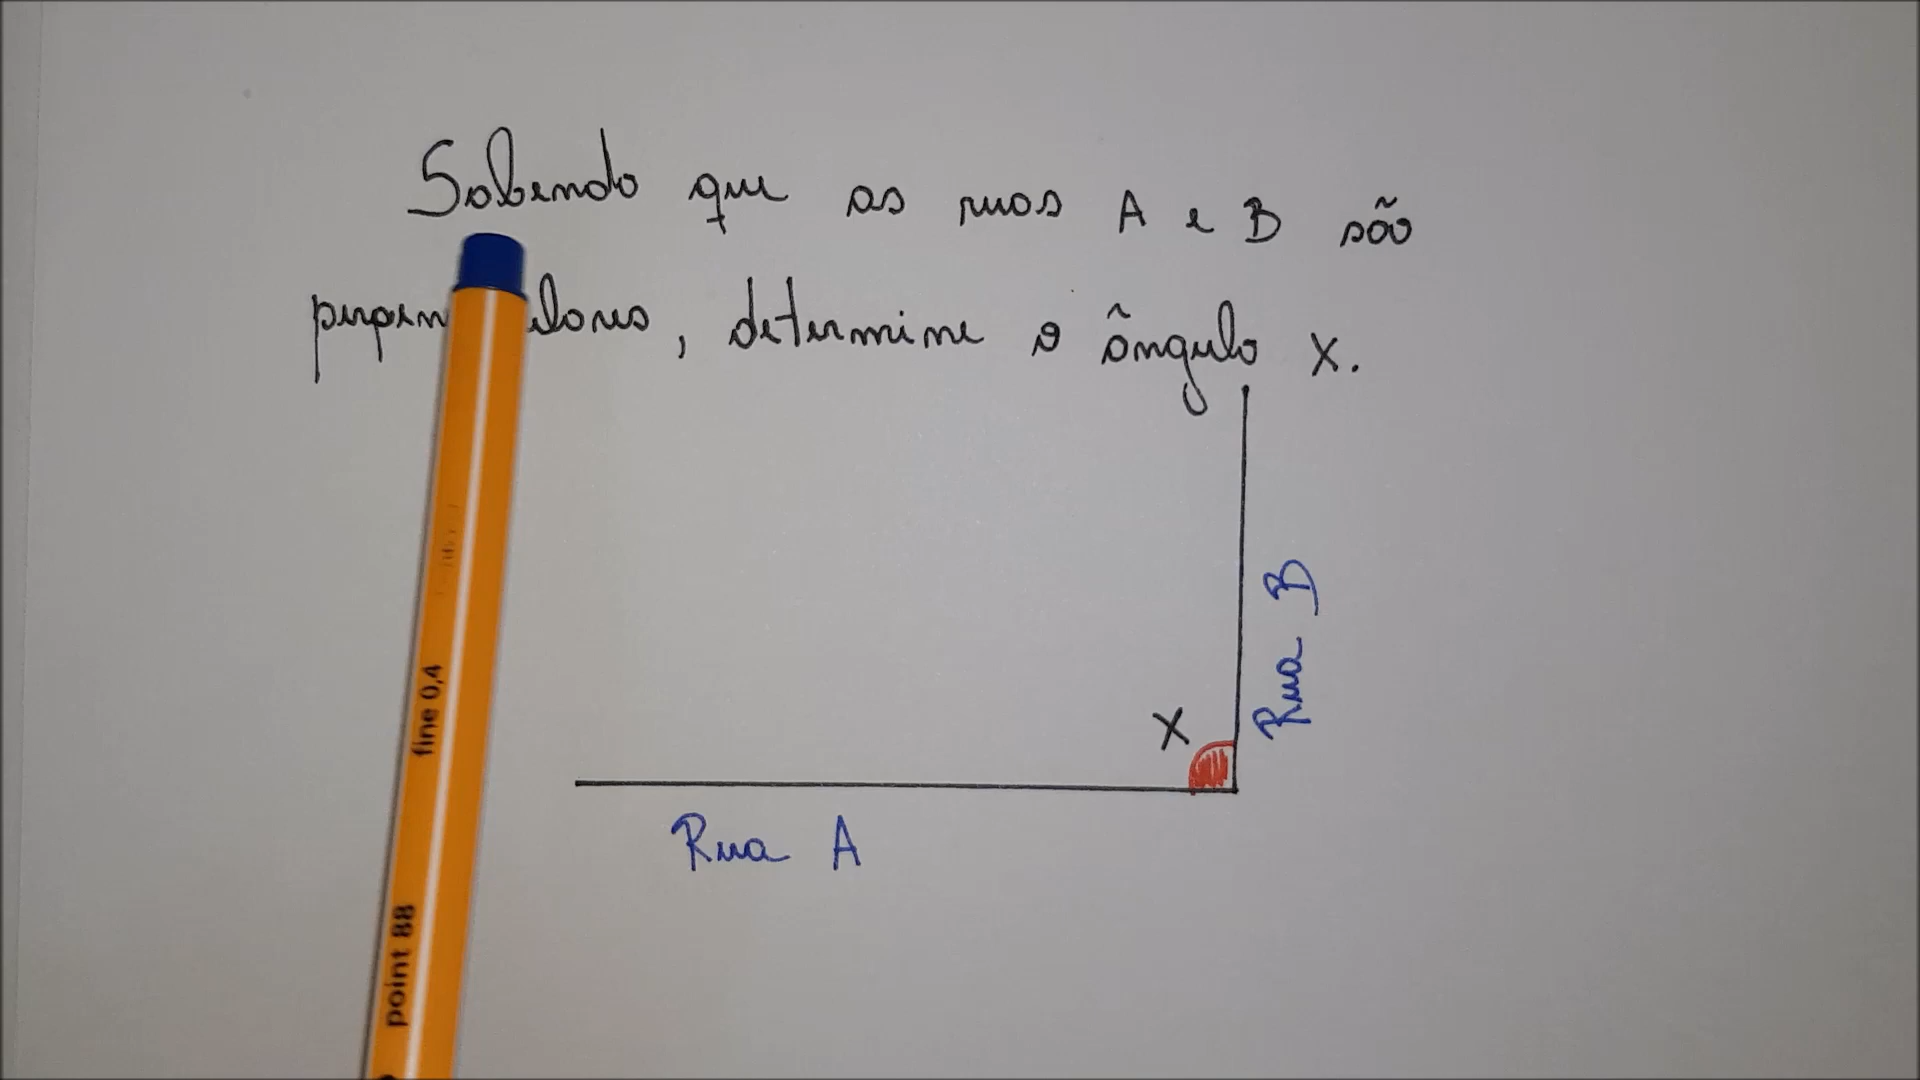 Sabendo que as ruas A e B são
, determine o ângulo x.
Rua B
X
Rua A
fine 0,4
point 88